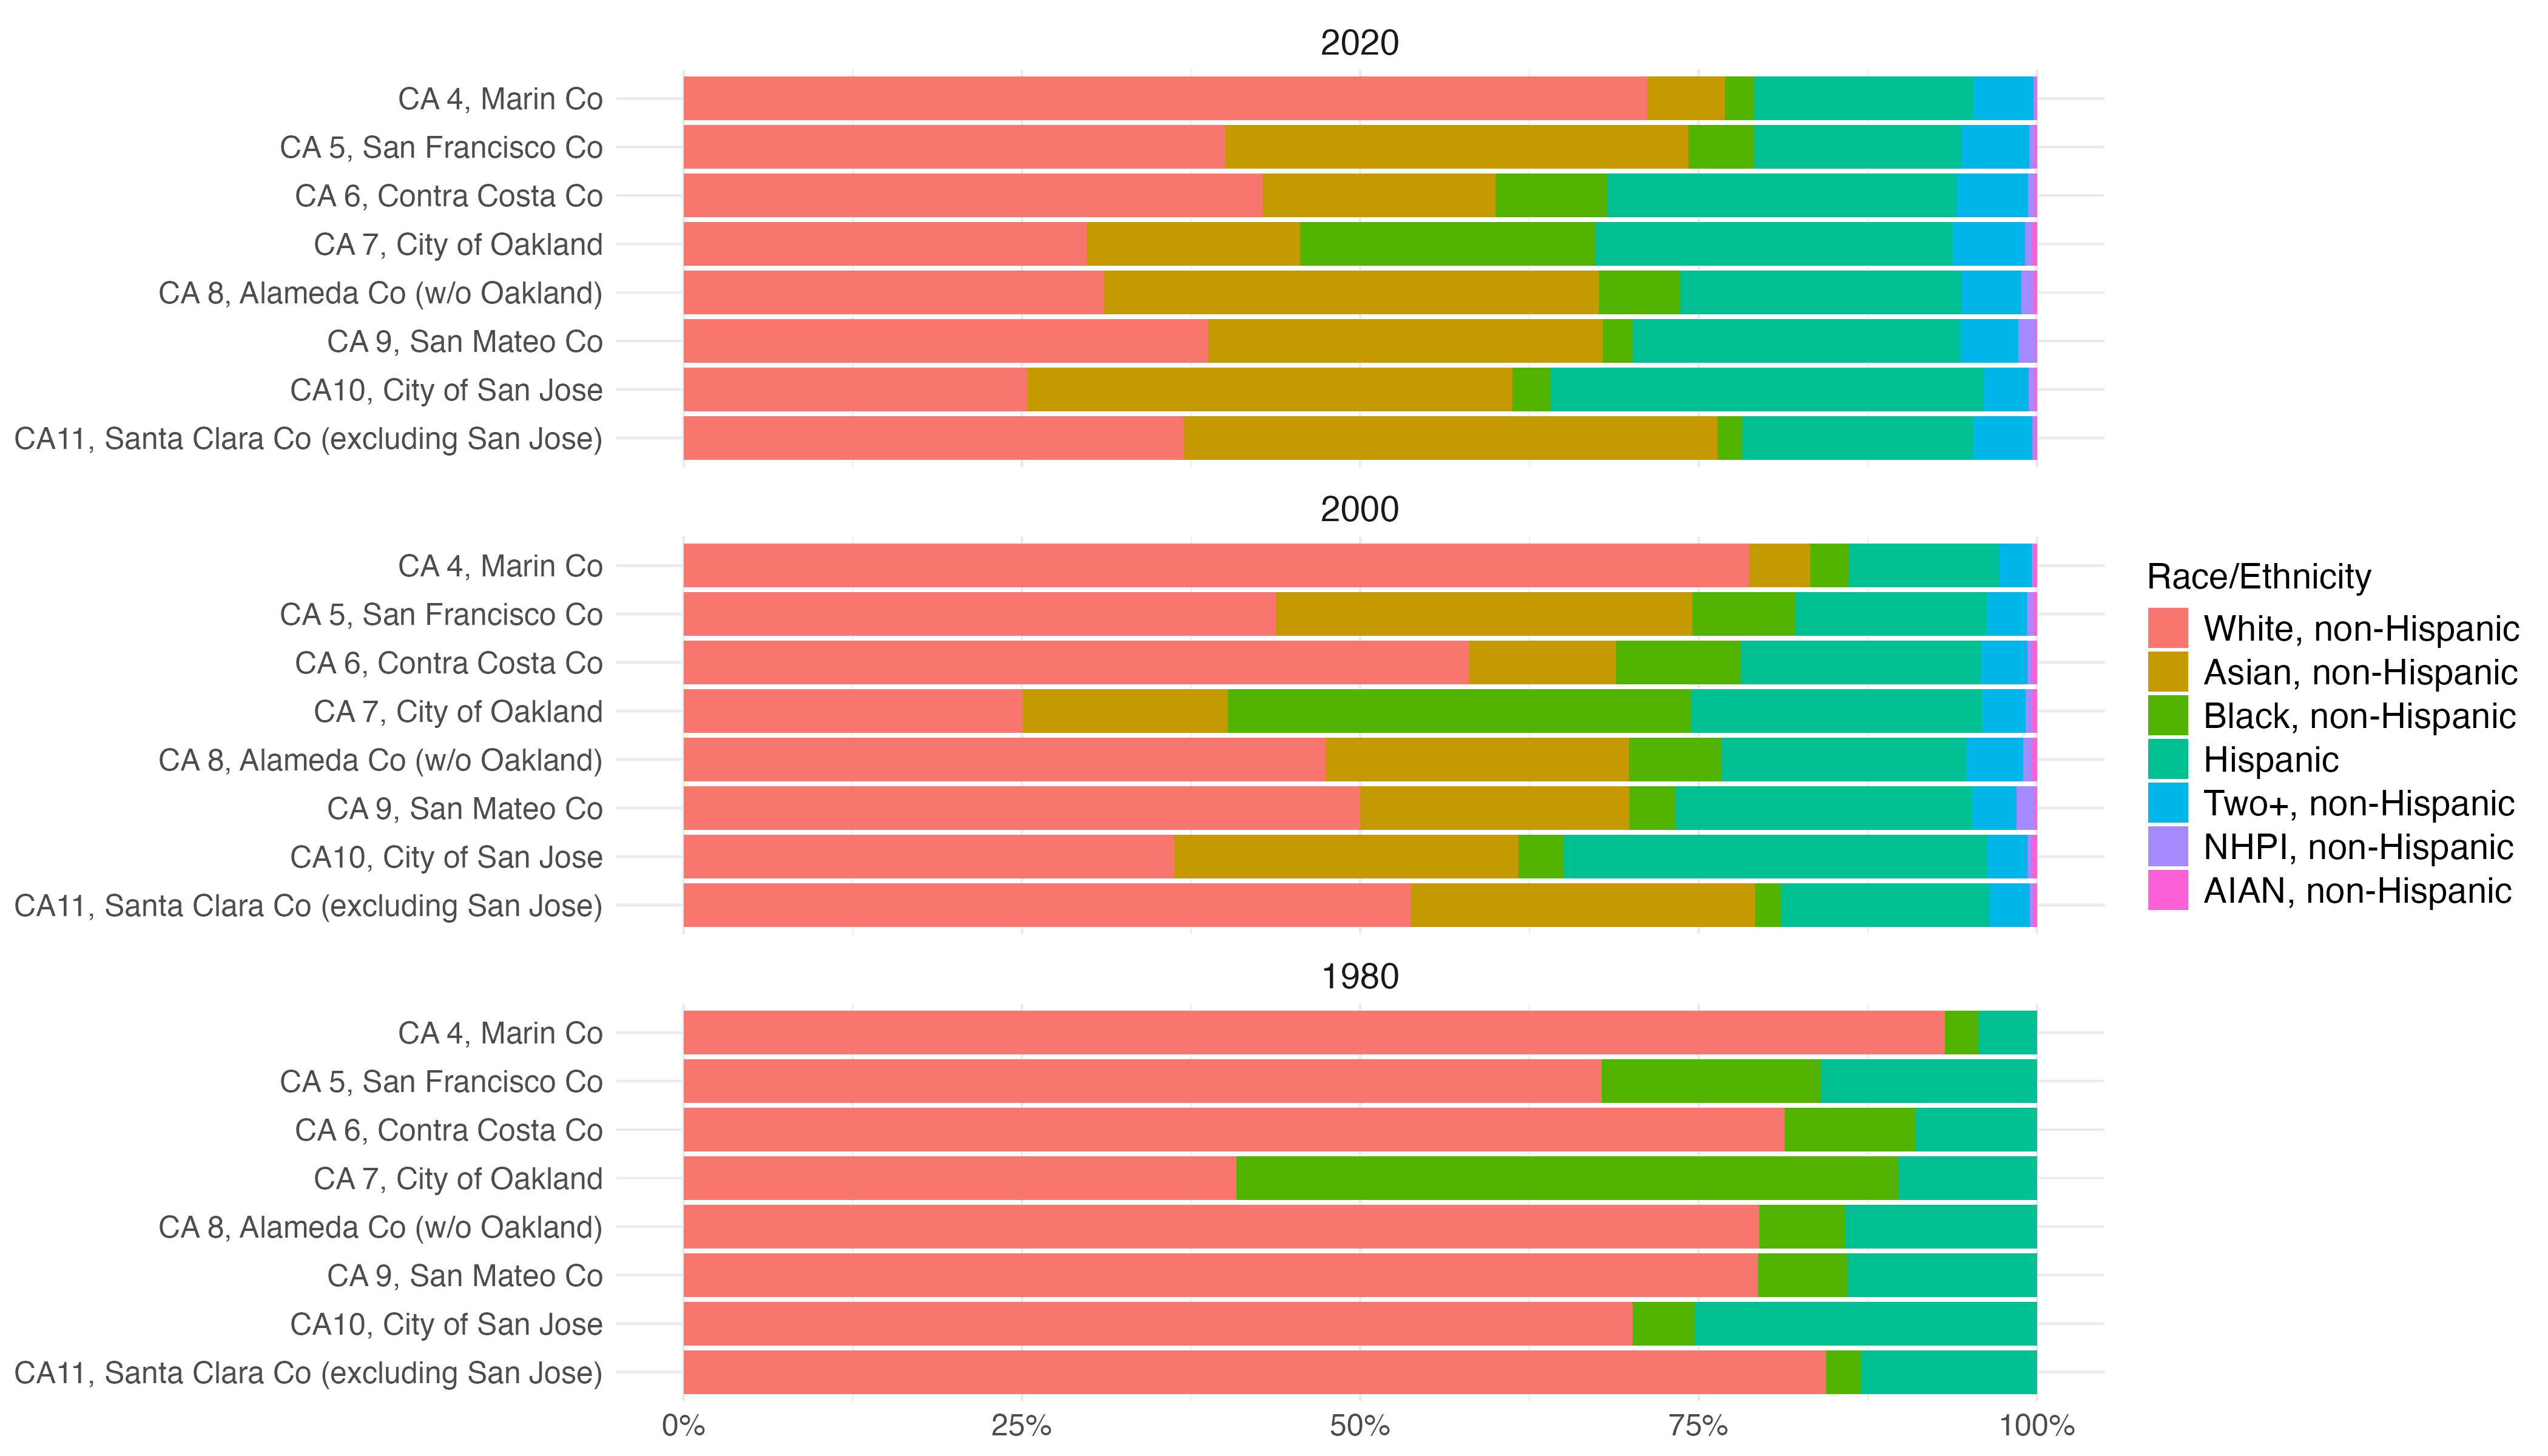 2020
CA 4, Marin Co
CA 5, San Francisco Co
CA 6, Contra Costa Co
CA 7, City of Oakland
CA 8, Alameda Co (w/o Oakland)
CA 9, San Mateo Co
CA10, City of San Jose
CA11, Santa Clara Co (excluding San Jose)
2000
CA 4, Marin Co
CA 5, San Francisco Co
CA 6, Contra Costa Co
CA 7, City of Oakland
CA 8, Alameda Co (w/o Oakland)
CA 9, San Mateo Co
CA10, City of San Jose
CA11, Santa Clara Co (excluding San Jose)
1980
CA 4, Marin Co
CA 5, San Francisco Co
CA 6, Contra Costa Co
CA 7, City of Oakland
CA 8, Alameda Co (w/o Oakland)
CA 9, San Mateo Co
CA10, City of San Jose
CA11, Santa Clara Co (excluding San Jose)
0% 25% 50% 75% 100%
Race/Ethnicity
White, non-Hispanic
Asian, non-Hispanic
Black, non-Hispanic
Hispanic
Two+, non-Hispanic
NHPI, non-Hispanic
AIAN, non-Hispanic